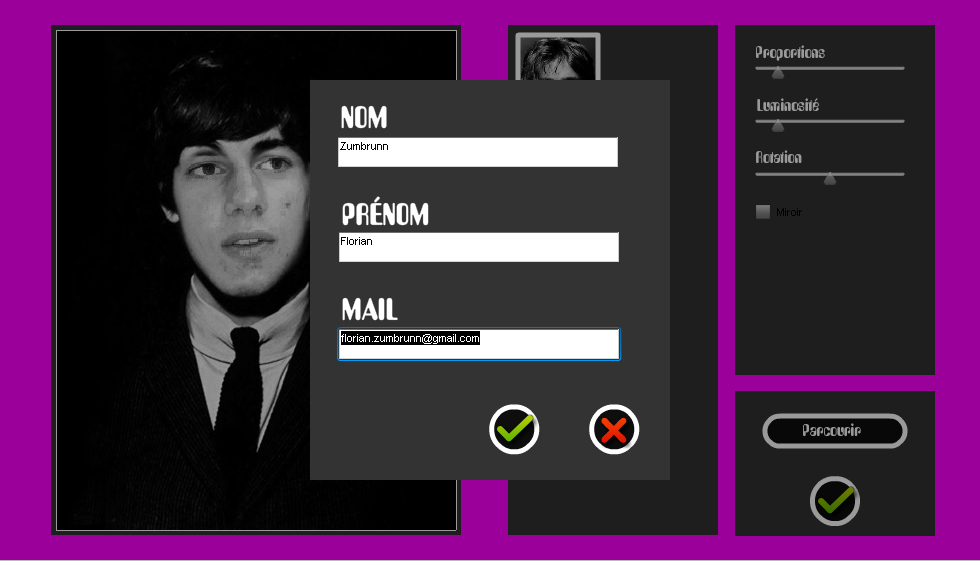 NOM
Zumbrunn
PRÉNOM
Florian
MAIL
florian.zumbrunn@gmail.com
Proportions
Luminosité
Rotation
Miroir
Parcourir